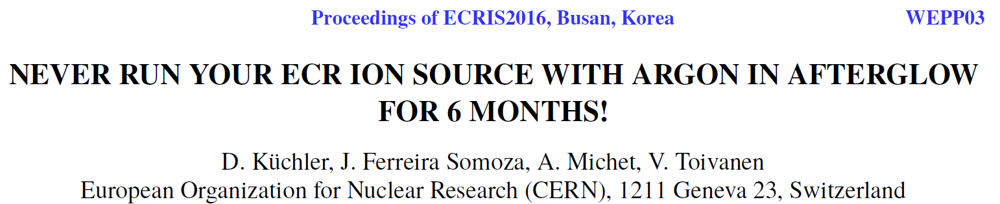 Proceedings of ECRIS2016, Busan, Korea WEPP03
NEVER RUN YOUR ECR ION SOURCE WITH ARGON IN AFTERGLOW
FOR 6 MONTHS!
D. Küchler, J. Ferreira Somoza, A. Michet, V. Toivanen
European Organization for Nuclear Research (CERN), 1211 Geneva 23, Switzerland